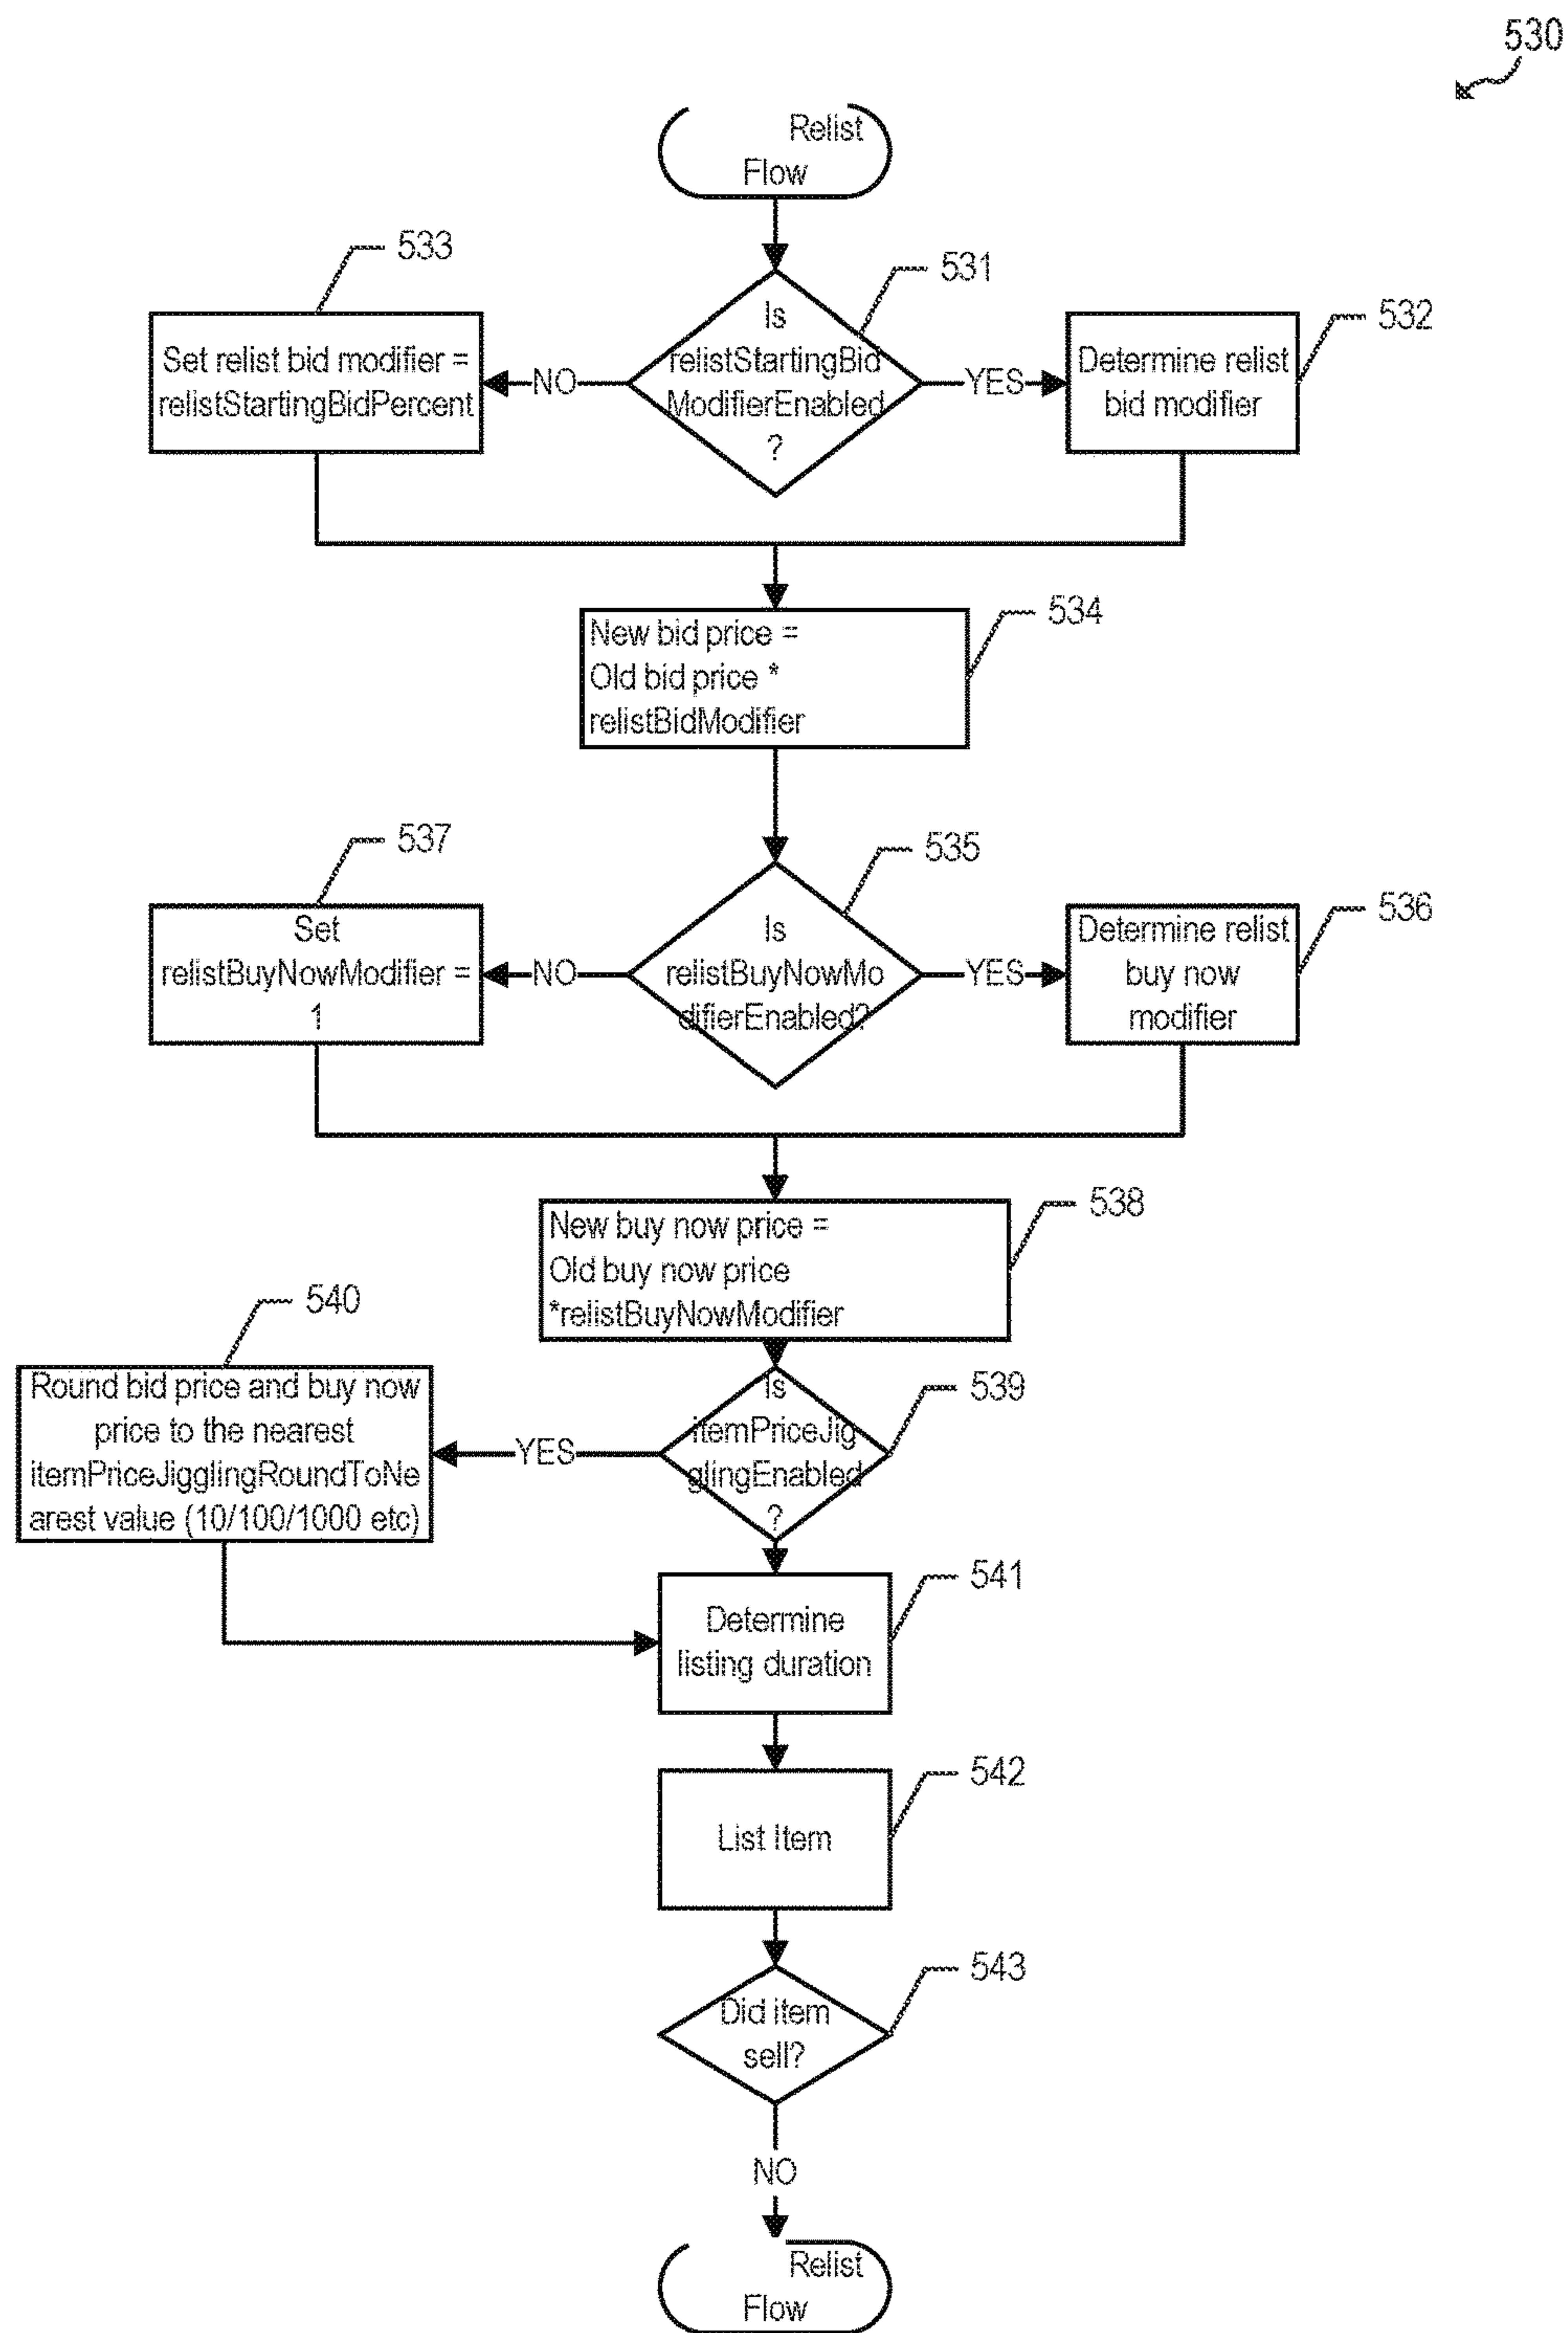 530
Relist
Flow
533
531
532
Set relist bid modifier =
relistStartingBidPercent
NO
Is
relistStartingBid
ModifierEnabled
?
YES
Determine relist
bid modifier
534
New bid price =
Old bid price *
relistBidModifier
537
535
536
Set
relistBuyNowModifier =
1
NO
Is
relistBuyNowMo
difierEnabled?
YES
Determine relist
buy now
modifier
538
New buy now price =
Old buy now price
*relistBuyNowModifier
540
539
Round bid price and buy now
price to the nearest
itemPriceJigglingRoundToNe
arest value (10/100/1000 etc)
YES
Is
itemPriceJig
glingEnabled
?
541
Determine
listing duration
542
List Item
543
Did item
sell?
NO
Relist
Flow